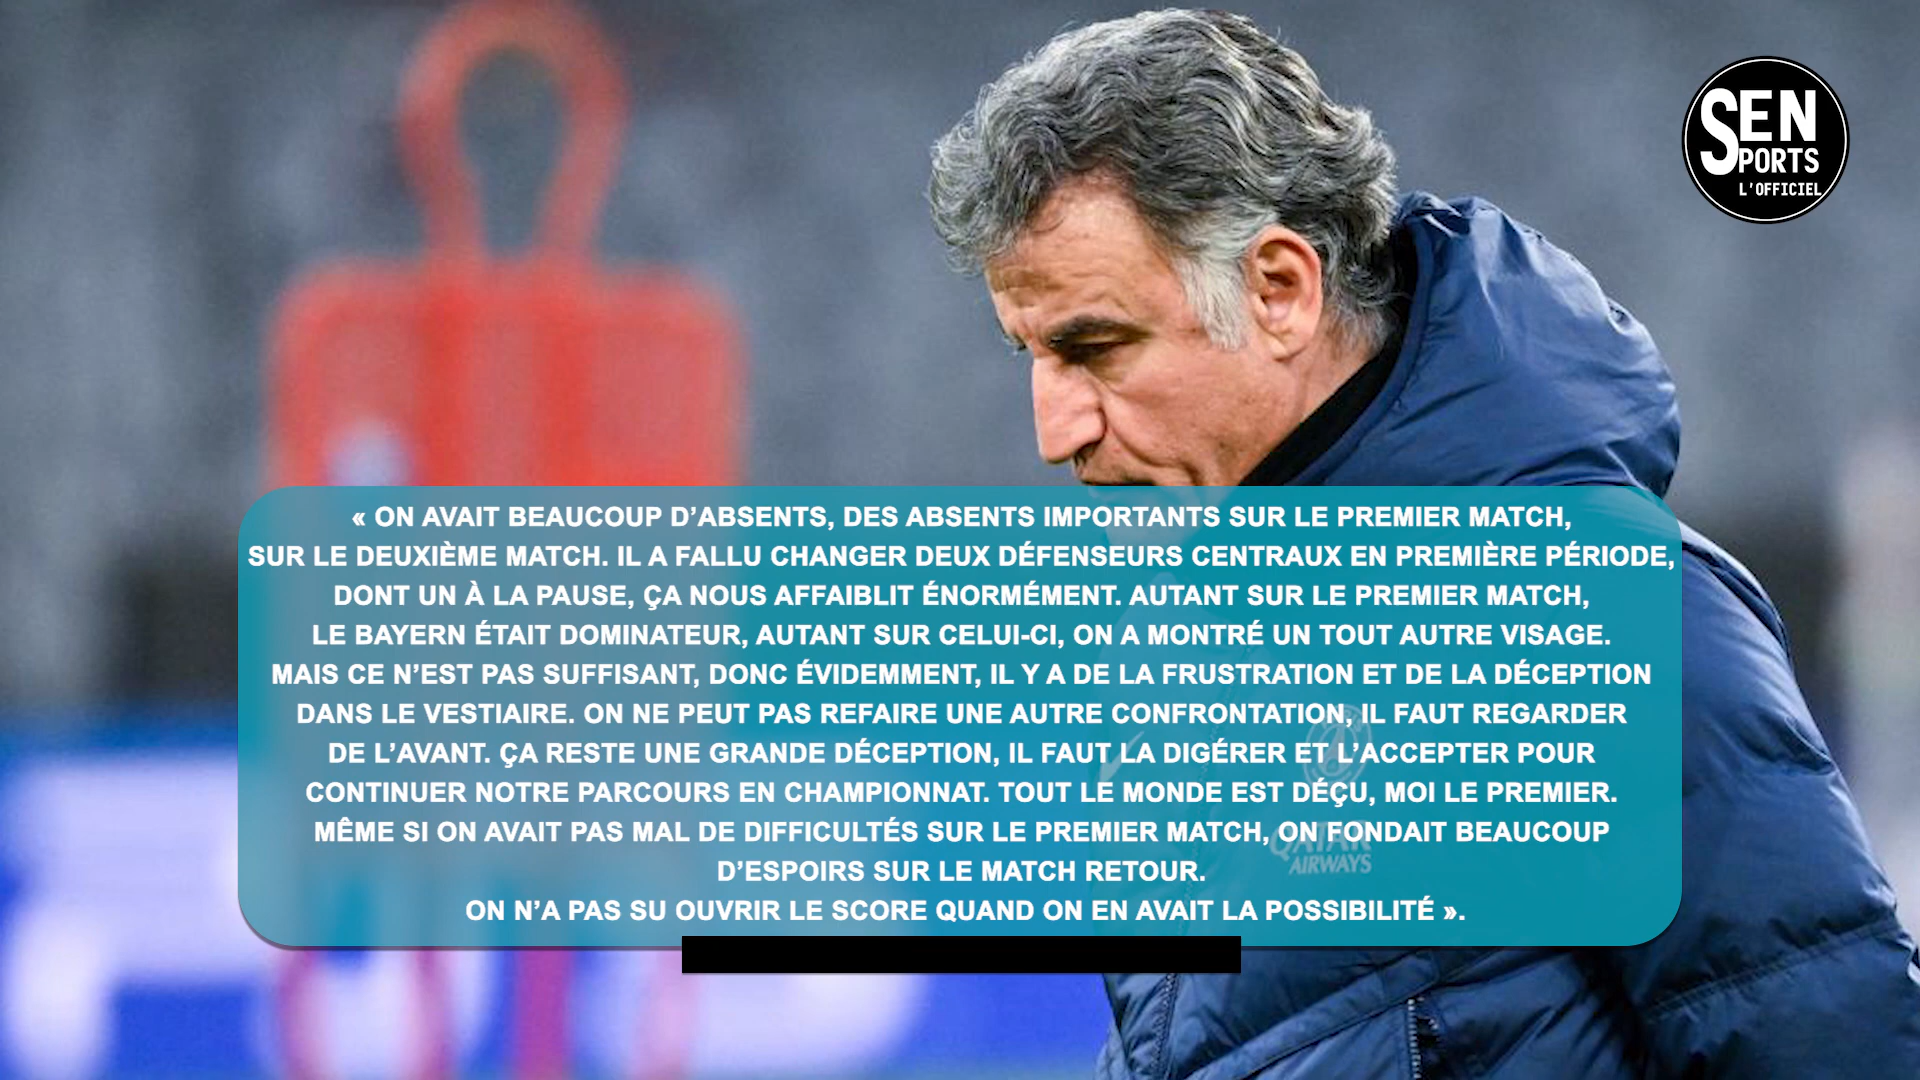 SEN
SPORTS
L'OFFICIEL
« ON AVAIT BEAUCOUP D’ABSENTS, DES ABSENTS IMPORTANTS SUR LE PREMIER MATCH,
SUR LE DEUXIÈME MATCH. IL A FALLU CHANGER DEUX DÉFENSEURS CENTRAUX EN PREMIÈRE PÉRIODE,
DONT UN À LA PAUSE, ÇA NOUS AFFAIBLIT ÉNORMÉMENT. AUTANT SUR LE PREMIER MATCH,
LE BAYERN ÉTAIT DOMINATEUR, AUTANT SUR CELUI-CI, ON A MONTRÉ UN TOUT AUTRE VISAGE.
MAIS CE N’EST PAS SUFFISANT, DONC ÉVIDEMMENT, IL Y A DE LA FRUSTRATION ET DE LA DÉCEPTION
DANS LE VESTIAIRE. ON NE PEUT PAS REFAIRE UNE AUTRE CONFRONTATION, IL FAUT REGARDER
DE L’AVANT. ÇA RESTE UNE GRANDE DÉCEPTION, IL FAUT LA DIGÉRER ET L’ACCEPTER POUR
CONTINUER NOTRE PARCOURS EN CHAMPIONNAT. TOUT LE MONDE EST DÉÇU, MOI LE PREMIER.
MÊME SI ON AVAIT PAS MAL DE DIFFICULTÉS SUR LE PREMIER MATCH, ON FONDAIT BEAUCOUP
D’ESPOIRS SUR LE MATCH RETOUR.
ON N’A PAS SU OUVRIR LE SCORE QUAND ON EN AVAIT LA POSSIBILITÉ ».
QATAR
AIRWAYS